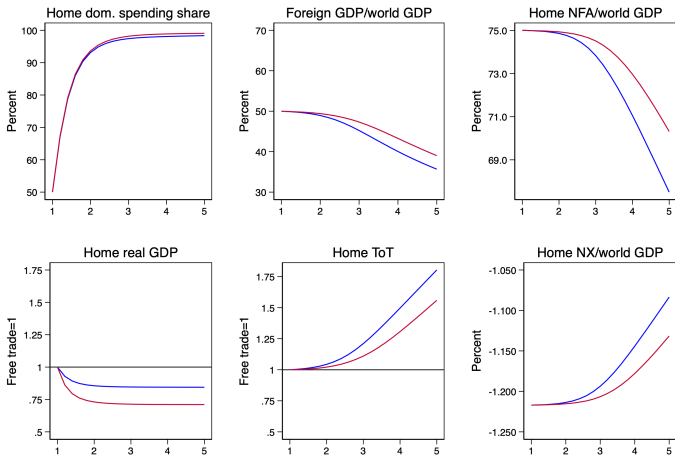 Home dom. spending share
Percent
100
90
80
70
60
50
1 2 3 4 5
Foreign GDP/world GDP
Percent
70
60
50
40
30
1 2 3 4 5
Home NFA/world GDP
Percent
75.0
73.0
71.0
69.0
1 2 3 4 5
Home real GDP
Free trade=1
1.75
1.5
1.25
1
.75
.5
1 2 3 4 5
Home ToT
Free trade=1
1.75
1.5
1.25
1
.75
.5
1 2 3 4 5
Home NX/world GDP
Percent
-1.050
-1.100
-1.150
-1.200
-1.250
1 2 3 4 5